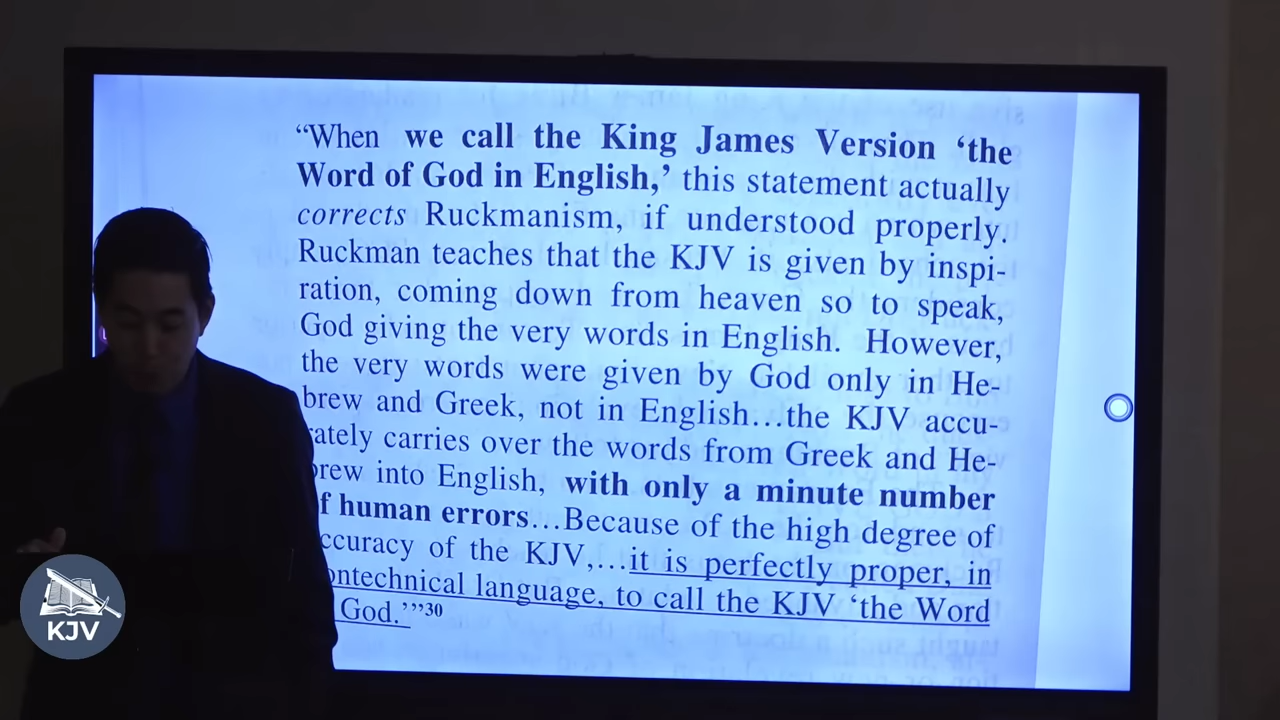 “When we call the King James Version ‘the
Word of God in English,’ this statement actually
corrects Ruckmanism, if understood properly.
Ruckman teaches that the KJV is given by inspi-
ration, coming down from heaven so to speak,
God giving the very words in English. However,
the very words were given by God only in He-
brew and Greek, not in English…the KJV accu-
rately carries over the words from Greek and He-
brew into English, with only a minute number
f human errors…Because of the high degree of
ccuracy of the KJV,…it is perfectly proper, in
ontechnical language, to call the KJV ‘the Word
God.’”30
KJV